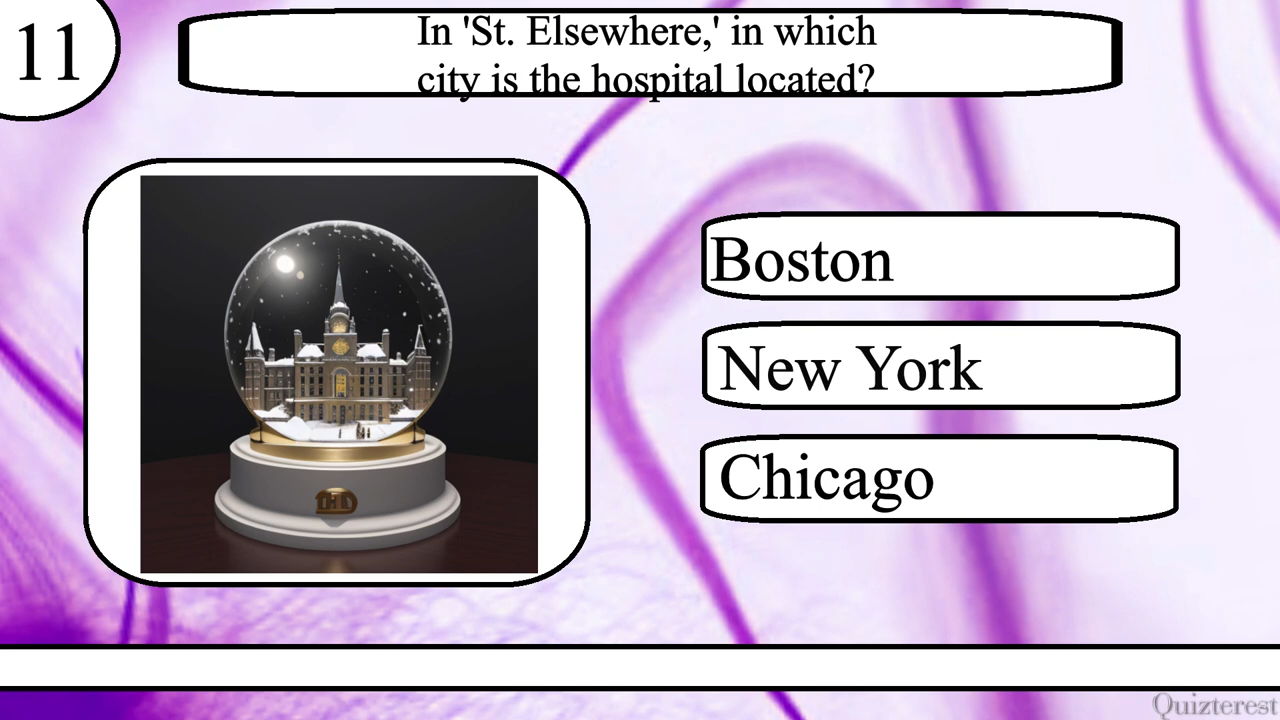 11
In 'St. Elsewhere,' in which
city is the hospital located?
Boston
New York
Chicago
Quizterest